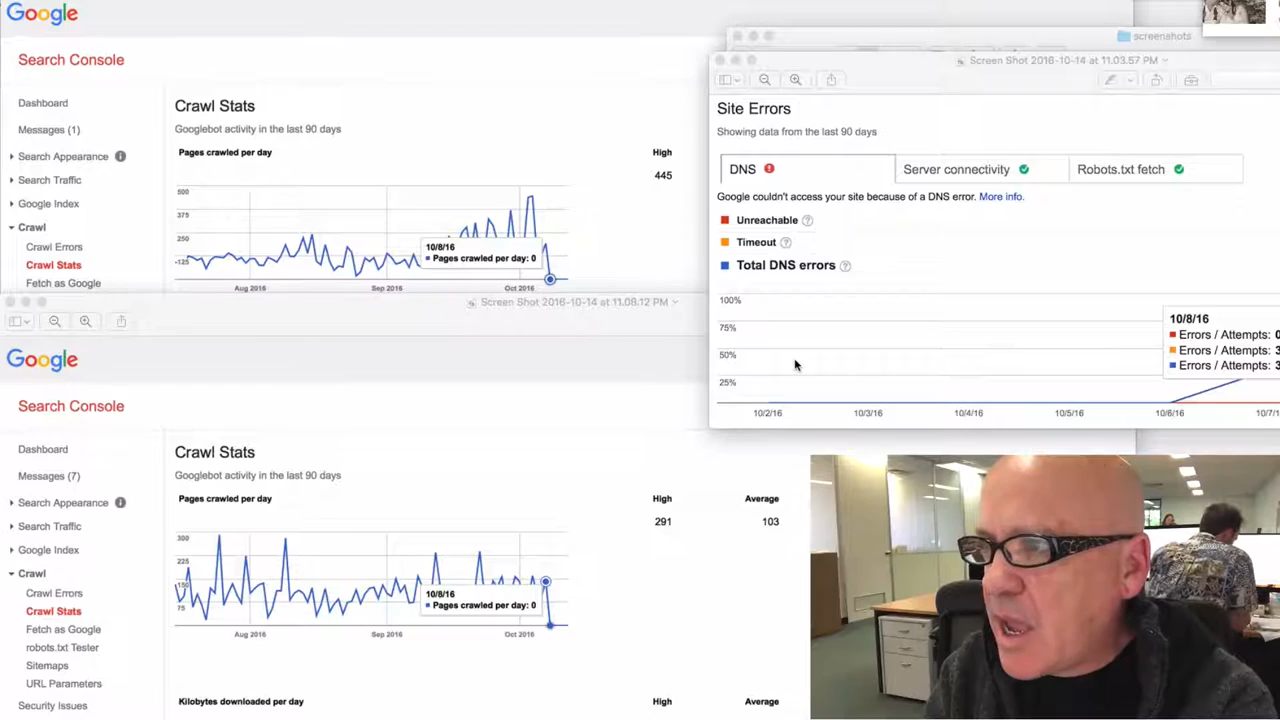 Google
Search Console
Dashboard
Messages (1)
Search Appearance
Search Traffic
Google Index
Crawl
Crawl Errors
Crawl Stats
Fetch as Google
Crawl Stats
Googlebot activity in the last 90 days
Pages crawled per day
High
445
500
375
250
125
10/8/16
Pages crawled per day: 0
Aug 2016
Sep 2016
Oct 2016
screenshots
Screen Shot 2016-10-14 at 11.03.57 PM
Site Errors
Showing data from the last 90 days
DNS
Server connectivity
Robots.txt fetch
Google couldn't access your site because of a DNS error. More info.
Unreachable
Timeout
Total DNS errors
100%
75%
50%
25%
10/8/16
Errors / Attempts: 0
Errors / Attempts: 3
Errors / Attempts: 3
10/2/16
10/3/16
10/4/16
10/5/16
10/6/16
10/7/1
Screen Shot 2016-10-14 at 11.08.12 PM
Google
Search Console
Dashboard
Messages (7)
Search Appearance
Search Traffic
Google Index
Crawl
Crawl Errors
Crawl Stats
Fetch as Google
robots.txt Tester
Sitemaps
URL Parameters
Security Issues
Crawl Stats
Googlebot activity in the last 90 days
Pages crawled per day
High
Average
291
103
300
225
150
75
10/8/16
Pages crawled per day: 0
Aug 2016
Sep 2016
Oct 2016
Kilobytes downloaded per day
High
Average